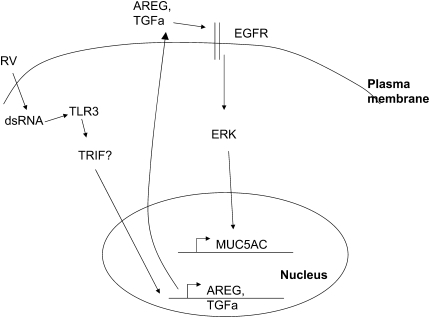 AREG,
TGFa
EGFR
RV
Plasma
membrane
dsRNA
TLR3
ERK
TRIF?
MUC5AC
Nucleus
AREG,
TGFa